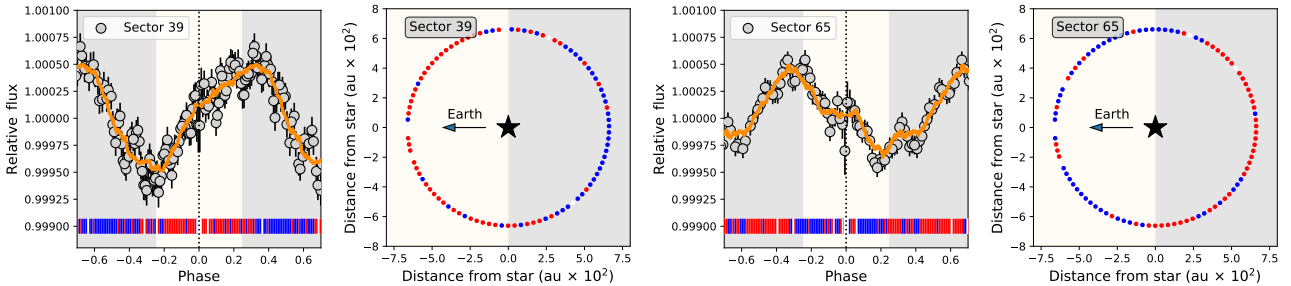 1.00100
1.00075
1.00050
1.00025
1.00000
0.99975
0.99950
0.99925
0.99900
Relative flux
Sector 39
−0.6 −0.4 −0.2 0.0 0.2 0.4 0.6
Phase
8
6
4
2
0
−2
−4
−6
−8
Distance from star (au × 10²)
Sector 39
Earth
−7.5 −5.0 −2.5 0.0 2.5 5.0 7.5
Distance from star (au × 10²)
1.00100
1.00075
1.00050
1.00025
1.00000
0.99975
0.99950
0.99925
0.99900
Relative flux
Sector 65
−0.6 −0.4 −0.2 0.0 0.2 0.4 0.6
Phase
8
6
4
2
0
−2
−4
−6
−8
Distance from star (au × 10²)
Sector 65
Earth
−7.5 −5.0 −2.5 0.0 2.5 5.0 7.5
Distance from star (au × 10²)